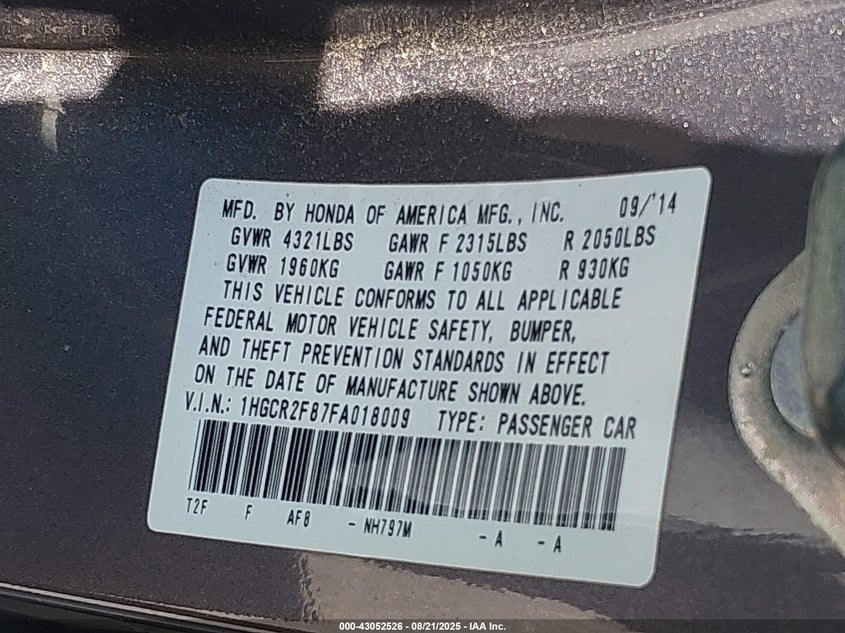 MFD. BY HONDA OF AMERICA MFG., INC. 09/'14
GVWR 4321LBS GAWR F 2315LBS R 2050LBS
GVWR 1960KG GAWR F 1050KG R 930KG
THIS VEHICLE CONFORMS TO ALL APPLICABLE
FEDERAL MOTOR VEHICLE SAFETY, BUMPER,
AND THEFT PREVENTION STANDARDS IN EFFECT
ON THE DATE OF MANUFACTURE SHOWN ABOVE.
V.I.N.: 1HGCR2F87FA018009 TYPE: PASSENGER CAR
T2F F AF8 - NH797M - A - A
000-43052526 - 08/21/2025 - IAA Inc.